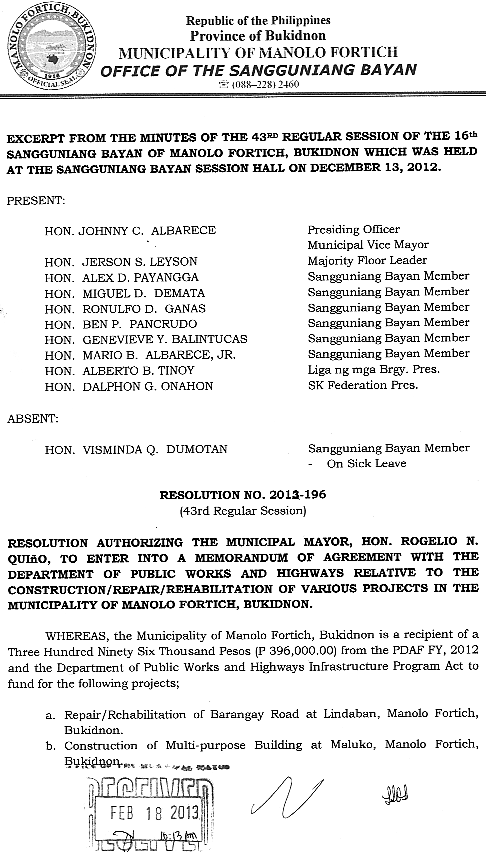 Republic of the Philippines
Province of Bukidnon
MUNICIPALITY OF MANOLO FORTICH
OFFICE OF THE SANGGUNIANG BAYAN
☏ (088–228) 2460
MANOLO FORTICH, BUKIDNON
OFFICIAL SEAL
EXCERPT FROM THE MINUTES OF THE 43RD REGULAR SESSION OF THE 16th
SANGGUNIANG BAYAN OF MANOLO FORTICH, BUKIDNON WHICH WAS HELD
AT THE SANGGUNIANG BAYAN SESSION HALL ON DECEMBER 13, 2012.
PRESENT:
HON. JOHNNY C. ALBARECE Presiding Officer
Municipal Vice Mayor
HON. JERSON S. LEYSON Majority Floor Leader
HON. ALEX D. PAYANGGA Sangguniang Bayan Member
HON. MIGUEL D. DEMATA Sangguniang Bayan Member
HON. RONULFO D. GANAS Sangguniang Bayan Member
HON. BEN P. PANCRUDO Sangguniang Bayan Member
HON. GENEVIEVE Y. BALINTUCAS Sangguniang Bayan Member
HON. MARIO B. ALBARECE, JR. Sangguniang Bayan Member
HON. ALBERTO B. TINOY Liga ng mga Brgy. Pres.
HON. DALPHON G. ONAHON SK Federation Pres.
ABSENT:
HON. VISMINDA Q. DUMOTAN Sangguniang Bayan Member
- On Sick Leave
RESOLUTION NO. 2013-196
(43rd Regular Session)
RESOLUTION AUTHORIZING THE MUNICIPAL MAYOR, HON. ROGELIO N.
QUIñO, TO ENTER INTO A MEMORANDUM OF AGREEMENT WITH THE
DEPARTMENT OF PUBLIC WORKS AND HIGHWAYS RELATIVE TO THE
CONSTRUCTION/REPAIR/REHABILITATION OF VARIOUS PROJECTS IN THE
MUNICIPALITY OF MANOLO FORTICH, BUKIDNON.
WHEREAS, the Municipality of Manolo Fortich, Bukidnon is a recipient of a
Three Hundred Ninety Six Thousand Pesos (P 396,000.00) from the PDAF FY, 2012
and the Department of Public Works and Highways Infrastructure Program Act to
fund for the following projects;
a. Repair/Rehabilitation of Barangay Road at Lindaban, Manolo Fortich,
Bukidnon.
b. Construction of Multi-purpose Building at Maluko, Manolo Fortich,
Bukidnon.
RECEIVED
FEB 18 2013
10:13 AM